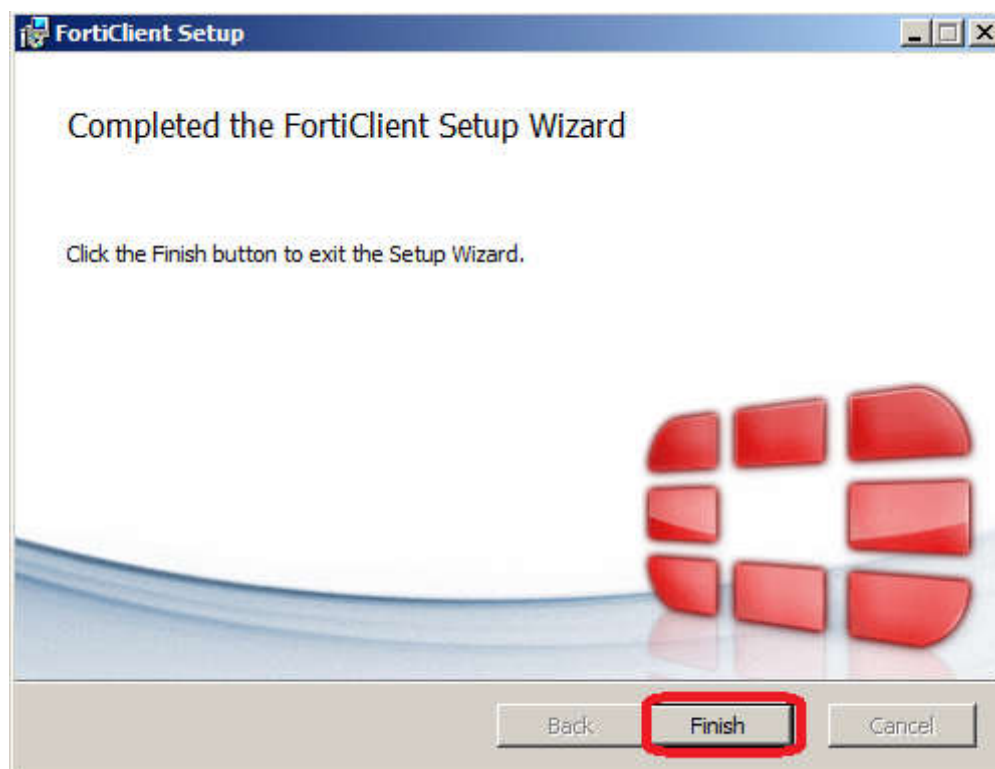 FortiClient Setup
Completed the FortiClient Setup Wizard
Click the Finish button to exit the Setup Wizard.
Back Finish Cancel